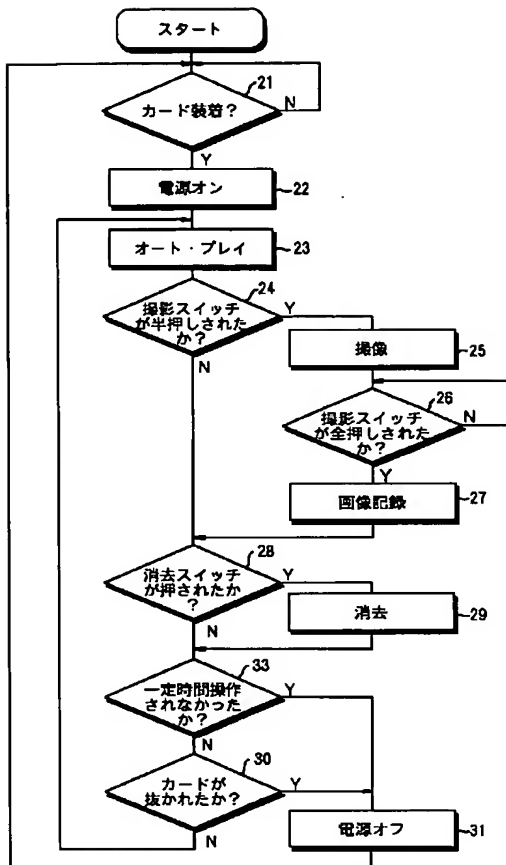 スタート
21
カード装着?
N
Y
電源オン
22
オート・プレイ
23
24
撮影スイッチ
が半押しされた
か?
Y
N
撮像
25
26
撮影スイッチ
が全押しされた
か?
N
Y
画像記録
27
28
消去スイッチ
が押されたか
?
Y
N
消去
29
33
一定時間操作
されなかった
か?
Y
N
30
カードが
抜かれたか?
Y
N
電源オフ
31